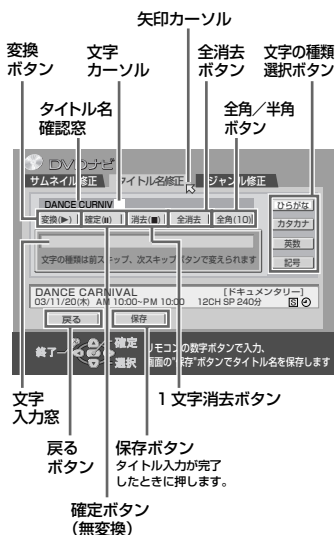 矢印カーソル
変換
ボタン
文字
カーソル
全消去
ボタン
文字の種類
選択ボタン
タイトル名
確認窓
全角／半角
ボタン
DVDナビ
サムネイル修正 タイトル名修正 ジャンル修正
DANCE CURNIV
変換(▶) 確定(II) 消去(■) 全消去 全角(10)
ひらがな
カタカナ
英数
記号
文字の種類は前スキップ、次スキップボタンで変えられます
DANCE CARNIVAL [ドキュメンタリー]
03/11/20(木) AM 10:00~PM 10:00 12CH SP 240分 S
戻る 保存
終了 確定
選択
リモコンの数字ボタンで入力、
画面の"保存"ボタンでタイトル名を保存します
文字
入力窓
1文字消去ボタン
戻る
ボタン
保存ボタン
タイトル入力が完了
したときに押します。
確定ボタン
（無変換）